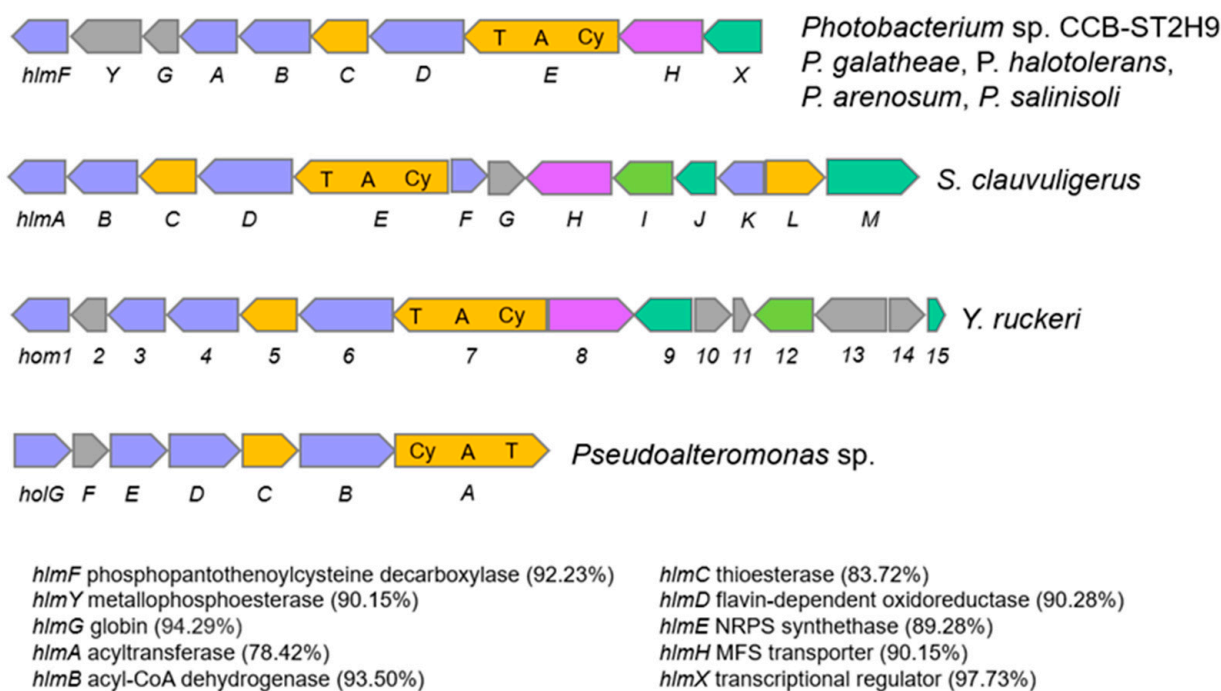 T A Cy
hlmF Y G A B C D E H X
Photobacterium sp. CCB-ST2H9
P. galatheae, P. halotolerans,
P. arenosum, P. salinisoli
T A Cy
hlmA B C D E F G H I J K L M
S. clauvuligerus
T A Cy
hom1 2 3 4 5 6 7 8 9 10 11 12 13 14 15
Y. ruckeri
Cy A T
holG F E D C B A
Pseudoalteromonas sp.
hlmF phosphopantothenoylcysteine decarboxylase (92.23%)
hlmY metallophosphoesterase (90.15%)
hlmG globin (94.29%)
hlmA acyltransferase (78.42%)
hlmB acyl-CoA dehydrogenase (93.50%)
hlmC thioesterase (83.72%)
hlmD flavin-dependent oxidoreductase (90.28%)
hlmE NRPS synthethase (89.28%)
hlmH MFS transporter (90.15%)
hlmX transcriptional regulator (97.73%)